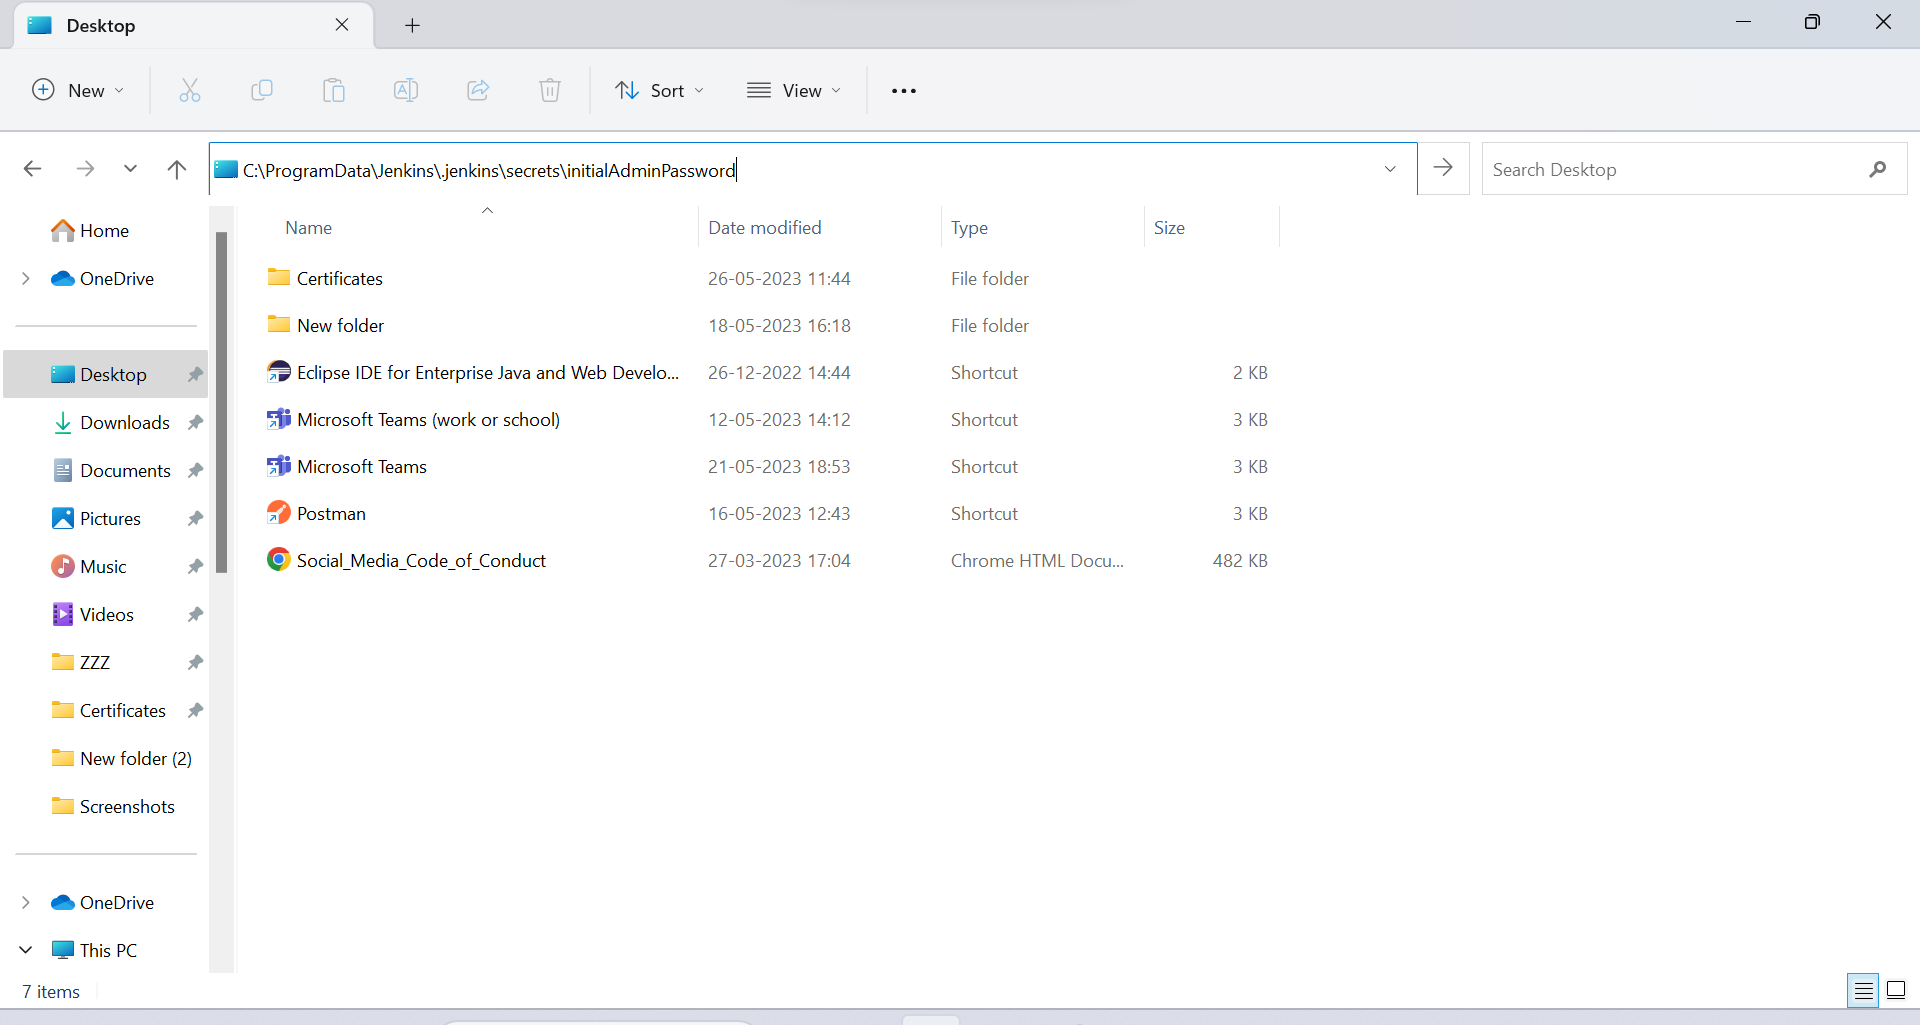 Desktop
New
Sort
View
C:\ProgramData\Jenkins\.jenkins\secrets\initialAdminPassword
Search Desktop
Home
OneDrive
Desktop
Downloads
Documents
Pictures
Music
Videos
ZZZ
Certificates
New folder (2)
Screenshots
OneDrive
This PC
Name Date modified Type Size
Certificates 26-05-2023 11:44 File folder
New folder 18-05-2023 16:18 File folder
Eclipse IDE for Enterprise Java and Web Develo... 26-12-2022 14:44 Shortcut 2 KB
Microsoft Teams (work or school) 12-05-2023 14:12 Shortcut 3 KB
Microsoft Teams 21-05-2023 18:53 Shortcut 3 KB
Postman 16-05-2023 12:43 Shortcut 3 KB
Social_Media_Code_of_Conduct 27-03-2023 17:04 Chrome HTML Docu... 482 KB
7 items